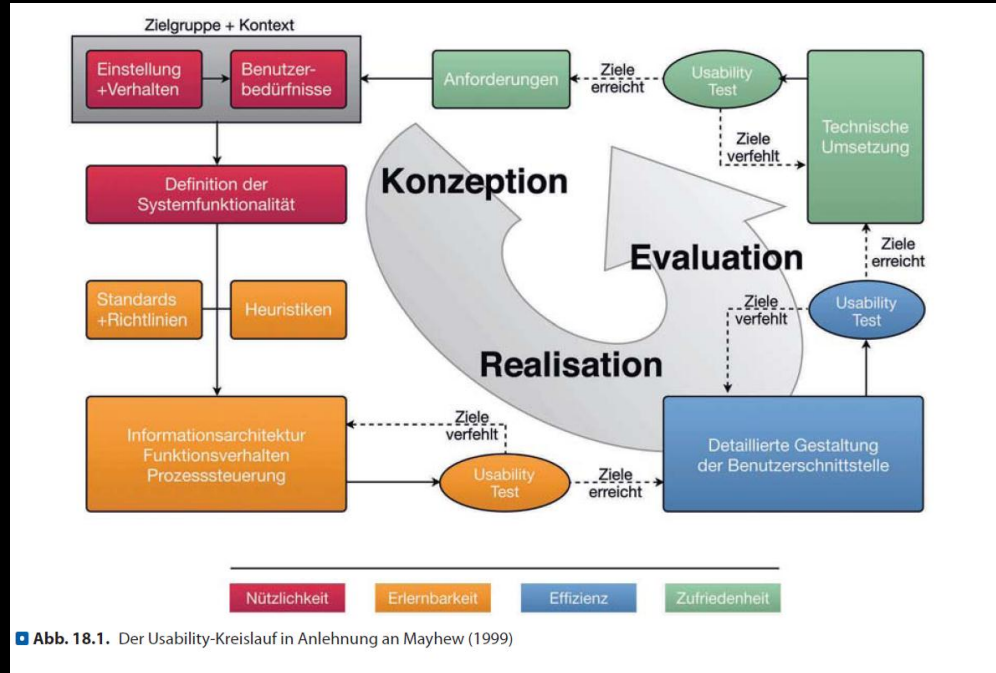 Zielgruppe + Kontext
Einstellung
+Verhalten
Benutzer-
bedürfnisse
Anforderungen
Ziele
erreicht
Usability
Test
Ziele
verfehlt
Technische
Umsetzung
Definition der
Systemfunktionalität
Konzeption
Evaluation
Realisation
Ziele
erreicht
Usability
Test
Ziele
verfehlt
Standards
+Richtlinien
Heuristiken
Informationsarchitektur
Funktionsverhalten
Prozesssteuerung
Ziele
verfehlt
Usability
Test
Ziele
erreicht
Detaillierte Gestaltung
der Benutzerschnittstelle
Nützlichkeit
Erlernbarkeit
Effizienz
Zufriedenheit
Abb. 18.1. Der Usability-Kreislauf in Anlehnung an Mayhew (1999)